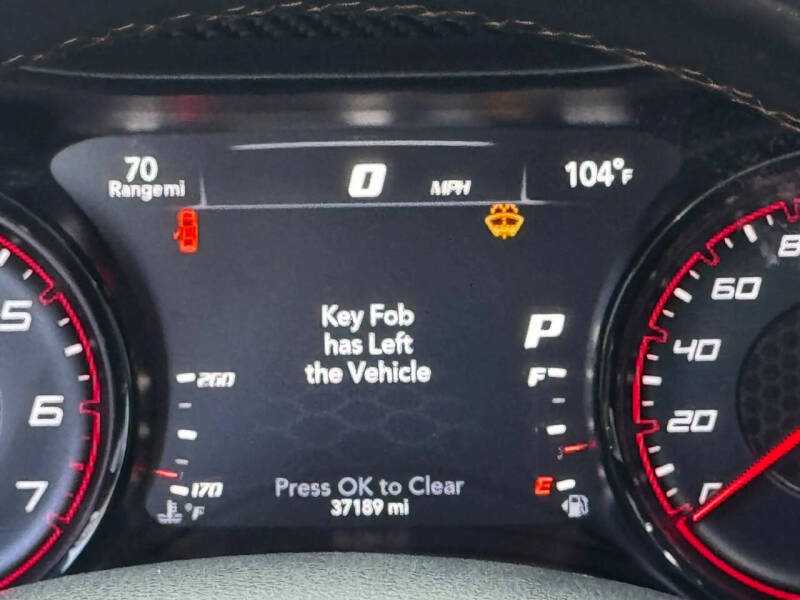 70
Rangemi
0 MPH
104°F
Key Fob
has Left
the Vehicle
P
260
170
°F
F
E
Press OK to Clear
37189 mi
5
6
7
80
60
40
20